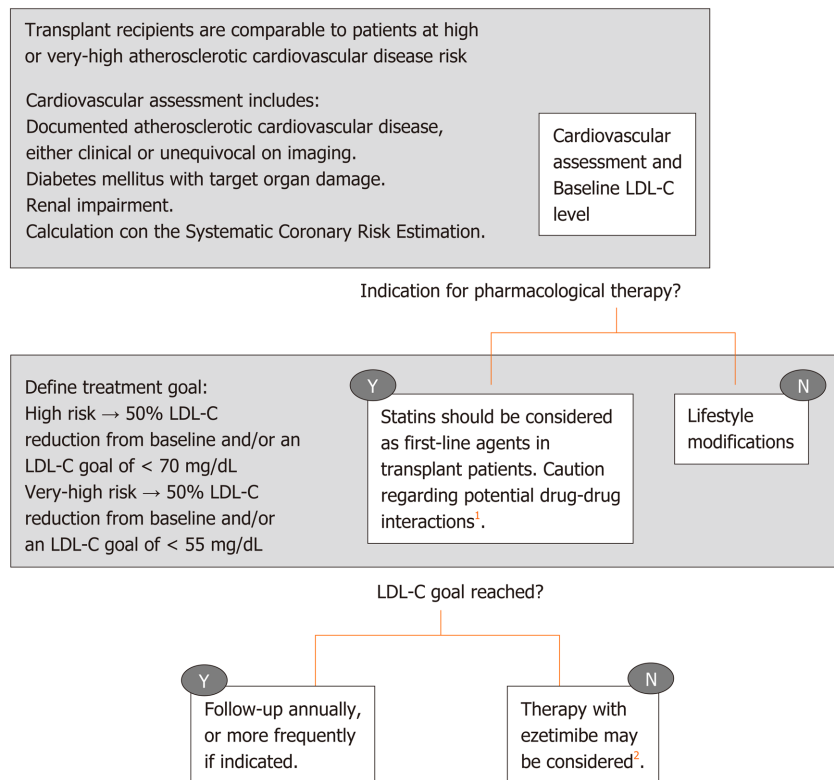 Transplant recipients are comparable to patients at high
or very-high atherosclerotic cardiovascular disease risk
Cardiovascular assessment includes:
Documented atherosclerotic cardiovascular disease,
either clinical or unequivocal on imaging.
Diabetes mellitus with target organ damage.
Renal impairment.
Calculation con the Systematic Coronary Risk Estimation.
Cardiovascular
assessment and
Baseline LDL-C
level
Indication for pharmacological therapy?
Define treatment goal:
High risk → 50% LDL-C
reduction from baseline and/or an
LDL-C goal of < 70 mg/dL
Very-high risk → 50% LDL-C
reduction from baseline and/or
an LDL-C goal of < 55 mg/dL
Y
Statins should be considered
as first-line agents in
transplant patients. Caution
regarding potential drug-drug
interactions¹.
N
Lifestyle
modifications
LDL-C goal reached?
Y
Follow-up annually,
or more frequently
if indicated.
N
Therapy with
ezetimibe may
be considered².